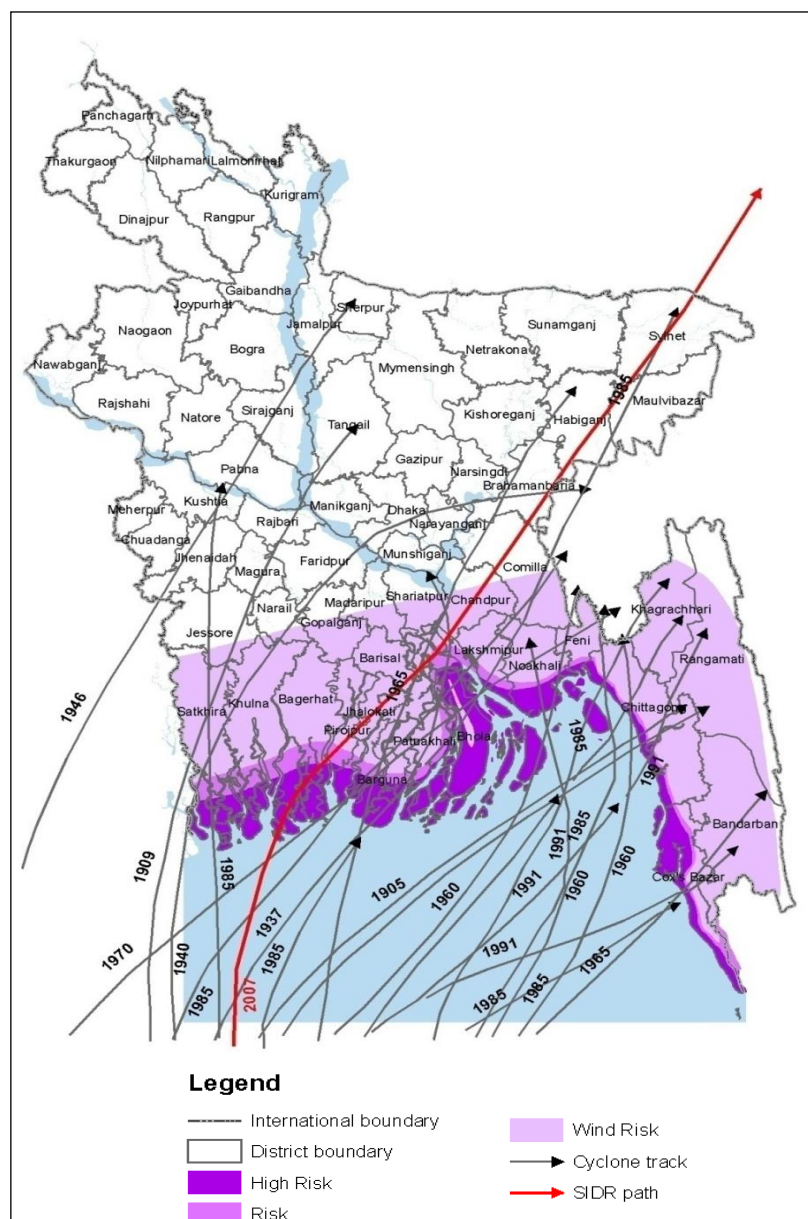 Panchagarh
Thakurgaon
Nilphamari
Lalmonirhat
Kurigram
Dinajpur
Rangpur
Gaibandha
Joypurhat
Sherpur
Jamalpur
Naogaon
Bogra
Sunamganj
Sylhet
Netrakona
Mymensingh
Nawabganj
Rajshahi
Natore
Sirajganj
Tangail
Kishoreganj
Habiganj
1985
Maulvibazar
Pabna
Gazipur
Narsingdi
Brahamanbaria
Meherpur
Kushtia
Manikganj
Dhaka
Narayanganj
Rajbari
Chuadanga
Jhenaidah
Magura
Faridpur
Munshiganj
Comilla
Shariatpur
Chandpur
Narail
Madaripur
Gopalganj
Jessore
Khagrachhari
Barisal
Lakshmipur
Feni
Noakhali
Rangamati
1965
Satkhira
Khulna
Bagerhat
Jhalokati
Pirojpur
Patuakhali
Bhola
Chittagong
1946
Barguna
1985
1991
Bandarban
1909
1985
1905
1960
1991
1985
1991
1960
1960
Cox's Bazar
1970
1940
1937
1985
1985
2007
1991
1985
1985
1965
Legend
International boundary
District boundary
High Risk
Risk
Wind Risk
Cyclone track
SIDR path